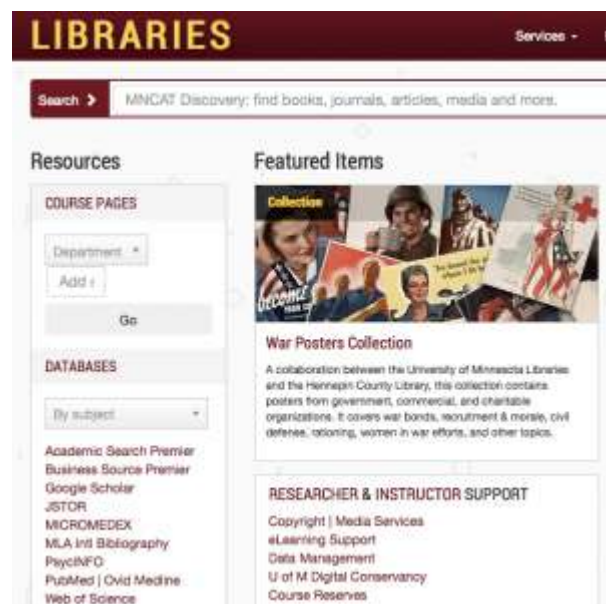 LIBRARIES
Services
Search
MNCAT Discovery: find books, journals, articles, media and more.
Resources
COURSE PAGES
Department
Add
Go
DATABASES
By subject
Academic Search Premier
Business Source Premier
Google Scholar
JSTOR
MICROMEDEX
MLA Intl Bibliography
PsycINFO
PubMed | Ovid Medline
Web of Science
Featured Items
Collection
become
War Posters Collection
A collaboration between the University of Minnesota Libraries
and the Hennepin County Library, this collection contains
posters from government, commercial, and charitable
organizations. It covers war bonds, recruitment & morale, civil
defense, rationing, women in war efforts, and other topics.
RESEARCHER & INSTRUCTOR SUPPORT
Copyright | Media Services
eLearning Support
Data Management
U of M Digital Conservancy
Course Reserves